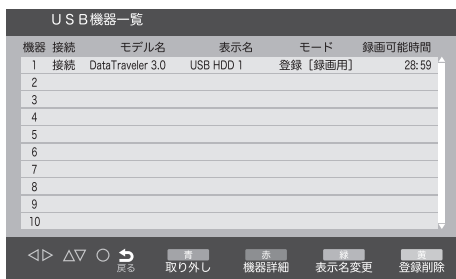 USB機器一覧
機器 接続 モデル名 表示名 モード 録画可能時間
1 接続 DataTraveler 3.0 USB HDD 1 登録［録画用］ 28:59
2
3
4
5
6
7
8
9
10
戻る
青 赤 緑 黄
取り外し 機器詳細 表示名変更 登録削除